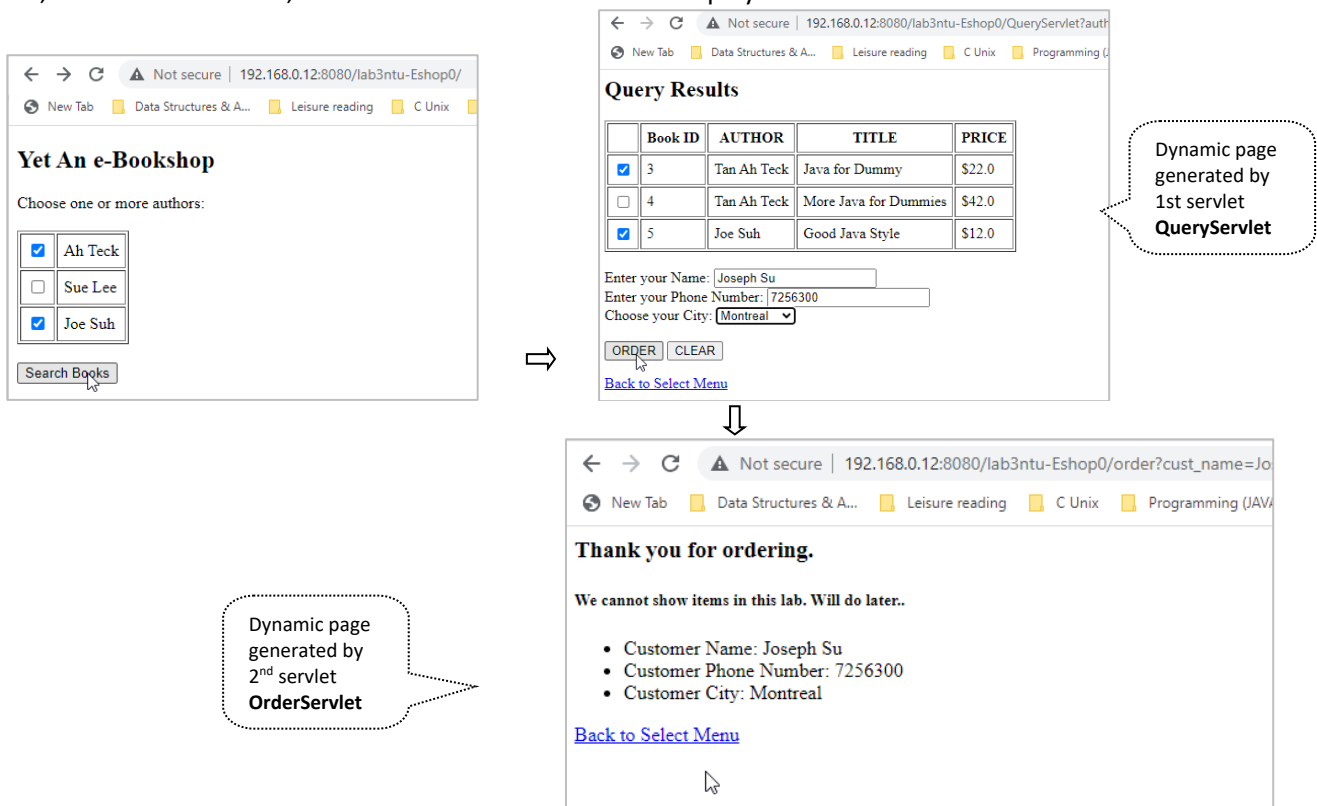 Not secure | 192.168.0.12:8080/lab3ntu-Eshop0/
New Tab Data Structures & A... Leisure reading C Unix
Yet An e-Bookshop
Choose one or more authors:
Ah Teck
Sue Lee
Joe Suh
Search Books
Not secure | 192.168.0.12:8080/lab3ntu-Eshop0/QueryServlet?auth
New Tab Data Structures & A... Leisure reading C Unix Programming (
Query Results
Book ID AUTHOR TITLE PRICE
3 Tan Ah Teck Java for Dummy $22.0
4 Tan Ah Teck More Java for Dummies $42.0
5 Joe Suh Good Java Style $12.0
Enter your Name: Joseph Su
Enter your Phone Number: 7256300
Choose your City: Montreal
ORDER CLEAR
Back to Select Menu
Dynamic page
generated by
1st servlet
QueryServlet
Not secure | 192.168.0.12:8080/lab3ntu-Eshop0/order?cust_name=Jo
New Tab Data Structures & A... Leisure reading C Unix Programming (JAV
Thank you for ordering.
We cannot show items in this lab. Will do later..
• Customer Name: Joseph Su
• Customer Phone Number: 7256300
• Customer City: Montreal
Back to Select Menu
Dynamic page
generated by
2nd servlet
OrderServlet